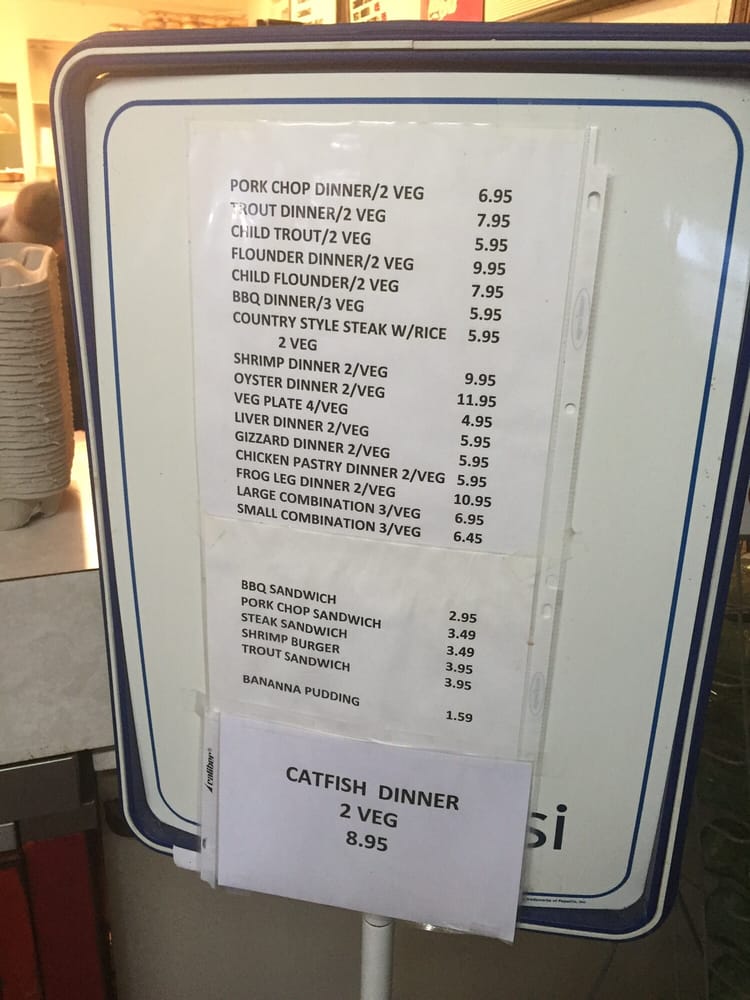 PORK CHOP DINNER/2 VEG 6.95
TROUT DINNER/2 VEG 7.95
CHILD TROUT/2 VEG 5.95
FLOUNDER DINNER/2 VEG 9.95
CHILD FLOUNDER/2 VEG 7.95
BBQ DINNER/3 VEG 5.95
COUNTRY STYLE STEAK W/RICE 5.95
2 VEG
SHRIMP DINNER 2/VEG 9.95
OYSTER DINNER 2/VEG 11.95
VEG PLATE 4/VEG 4.95
LIVER DINNER 2/VEG 5.95
GIZZARD DINNER 2/VEG 5.95
CHICKEN PASTRY DINNER 2/VEG 5.95
FROG LEG DINNER 2/VEG 10.95
LARGE COMBINATION 3/VEG 6.95
SMALL COMBINATION 3/VEG 6.45
BBQ SANDWICH 2.95
PORK CHOP SANDWICH 3.49
STEAK SANDWICH 3.49
SHRIMP BURGER 3.95
TROUT SANDWICH 3.95
BANANNA PUDDING 1.59
caliber®
CATFISH DINNER
2 VEG
8.95
si
trademarks of PepsiCo, Inc.